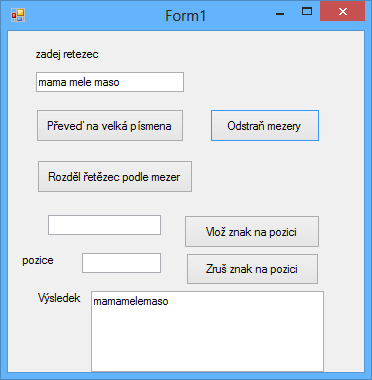 Form1
zadej retezec
mama mele maso
Převeď na velká písmena
Odstraň mezery
Rozděl řetězec podle mezer
Vlož znak na pozici
pozice
Zruš znak na pozici
Výsledek
mamamelemaso